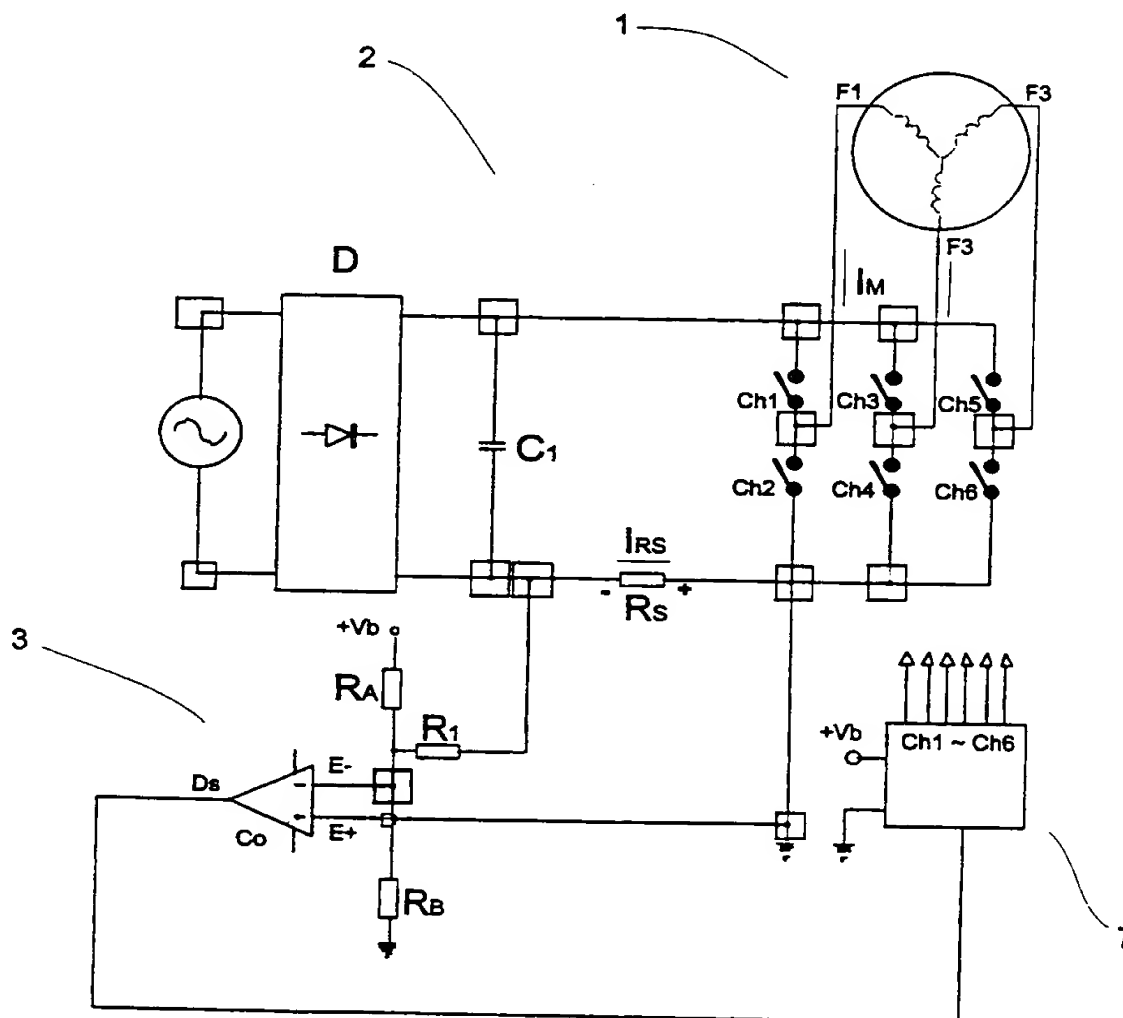 1
2
F1
F3
F3
D
IM
Ch1
Ch3
Ch5
C1
Ch2
Ch4
Ch6
IRS
- RS +
+Vb
3
RA
R1
+Vb
Ch1 ~ Ch6
Ds
E-
-
+
Co
E+
RB
7